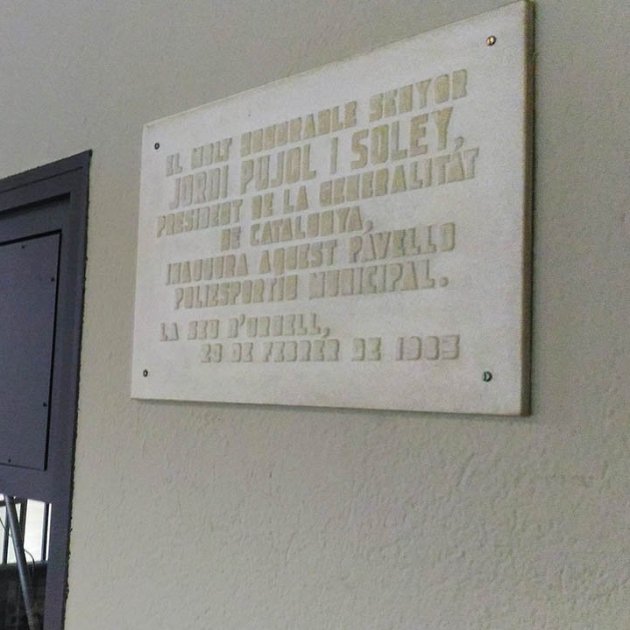 EL MOLT HONORABLE SENYOR
JORDI PUJOL I SOLEY,
PRESIDENT DE LA GENERALITAT
DE CATALUNYA,
INAUGURA AQUEST PAVELLO
POLIESPORTIU MUNICIPAL.
LA SEU D'URGELL,
DE FEBRER DE